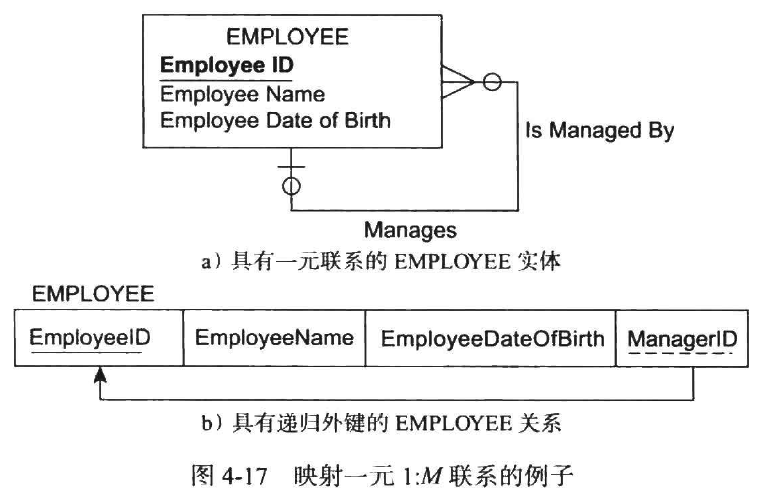 EMPLOYEE
Employee ID
Employee Name
Employee Date of Birth
Is Managed By
Manages
a）具有一元联系的 EMPLOYEE 实体
EMPLOYEE
EmployeeID EmployeeName EmployeeDateOfBirth ManagerID
b）具有递归外键的 EMPLOYEE 关系
图 4-17 映射一元 1:M 联系的例子